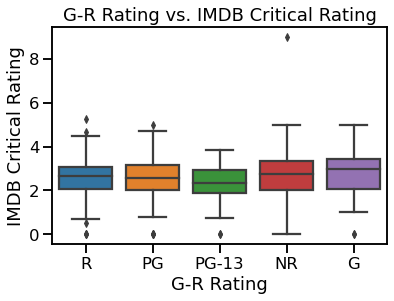 G-R Rating vs. IMDB Critical Rating
IMDB Critical Rating
8
6
4
2
0
R PG PG-13 NR G
G-R Rating